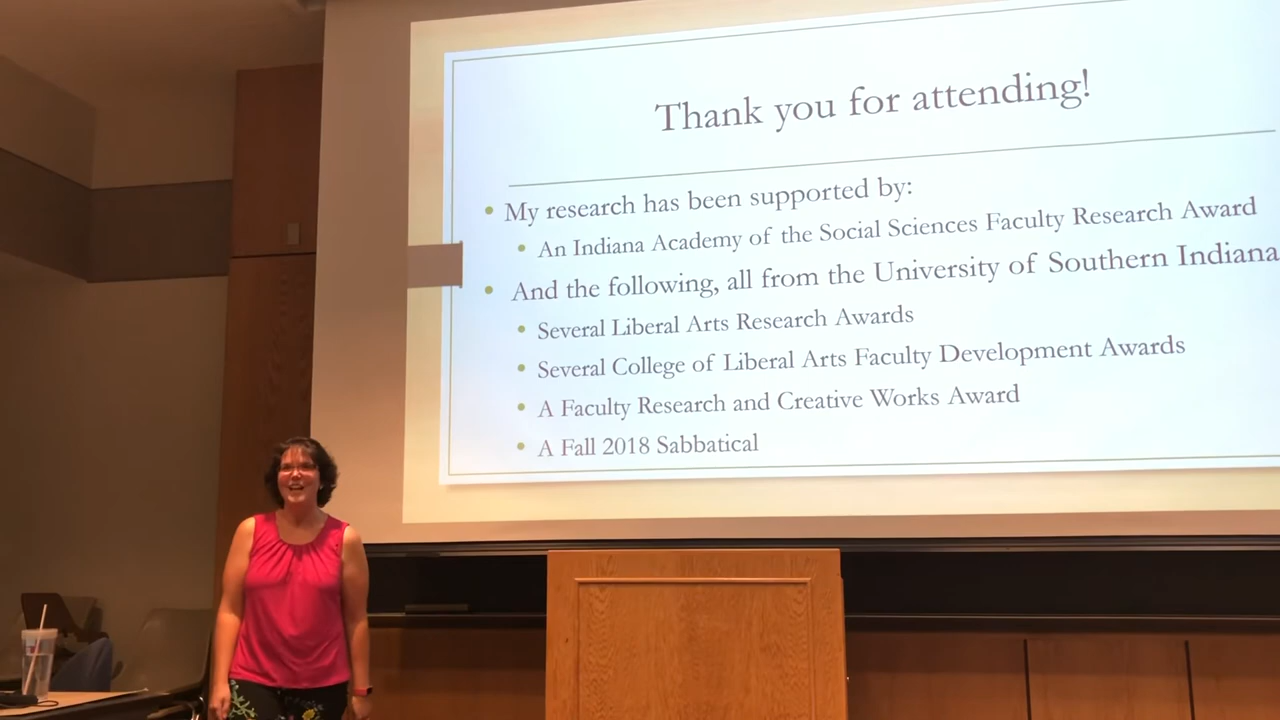 Thank you for attending!
My research has been supported by:
An Indiana Academy of the Social Sciences Faculty Research Award
And the following, all from the University of Southern Indiana
Several Liberal Arts Research Awards
Several College of Liberal Arts Faculty Development Awards
A Faculty Research and Creative Works Award
A Fall 2018 Sabbatical